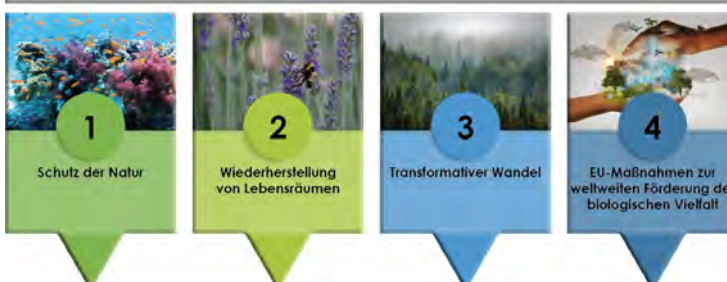 1
Schutz der Natur
2
Wiederherstellung
von Lebensräumen
3
Transformativer Wandel
4
EU-Maßnahmen zur
weltweiten Förderung de
biologischen Vielfalt